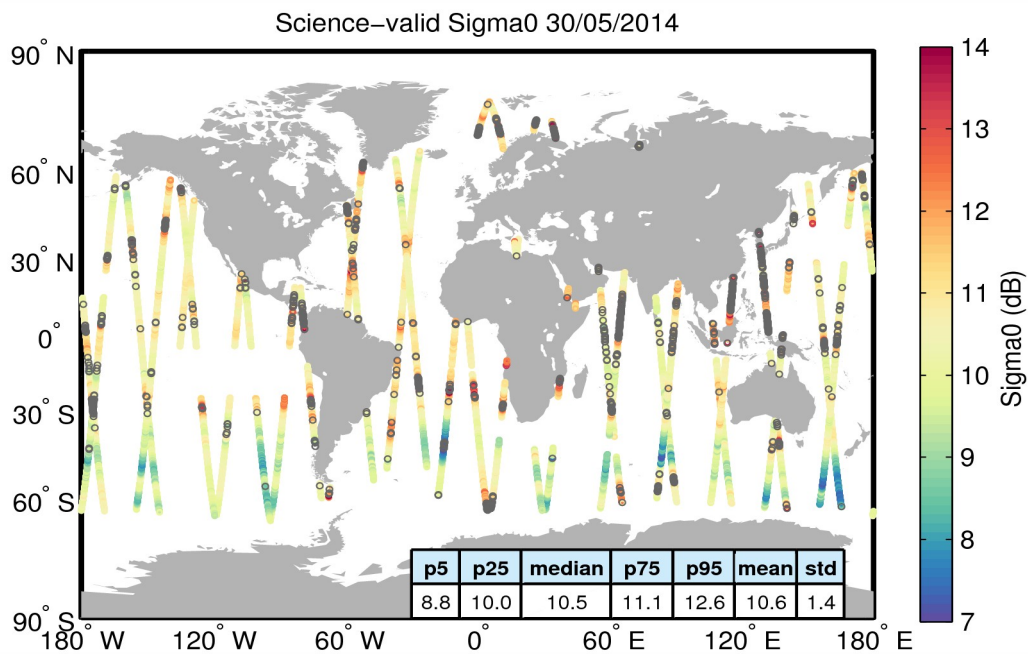 Science−valid Sigma0 30/05/2014
90° N
60° N
30° N
0°
30° S
60° S
90° S
180° W
120° W
60° W
0°
60° E
120° E
180° E
p5 p25 median p75 p95 mean std
8.8 10.0 10.5 11.1 12.6 10.6 1.4
14
13
12
11
10
9
8
7
Sigma0 (dB)